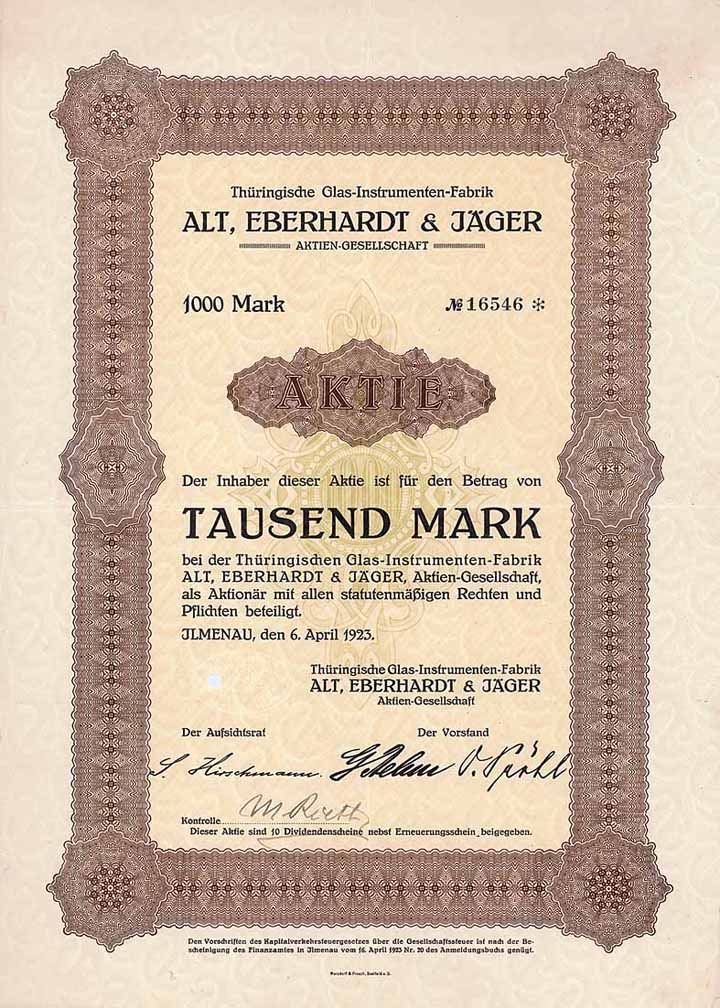 Thüringische Glas-Instrumenten-Fabrik
ALT, EBERHARDT & JÄGER
AKTIEN-GESELLSCHAFT
1000 Mark № 16546 *
AKTIE
Der Inhaber dieser Aktie ist für den Betrag von
TAUSEND MARK
bei der Thüringischen Glas-Instrumenten-Fabrik
ALT, EBERHARDT & JÄGER, Aktien-Gesellschaft,
als Aktionär mit allen statutenmäßigen Rechten und
Pflichten beteiligt.
ILMENAU, den 6. April 1923.
Thüringische Glas-Instrumenten-Fabrik
ALT, EBERHARDT & JÄGER
Aktien-Gesellschaft
Der Aufsichtsrat Der Vorstand
S. Hirschmann.
Kontrolle
Dieser Aktie sind 10 Dividendenscheine nebst Erneuerungsschein beigegeben.
Den Vorschriften des Kapitalverkehrsteuergesetzes über die Gesellschaftssteuer ist nach der Be-
scheinigung des Finanzamtes in Ilmenau vom 16. April 1923 Nr. 20 des Anmeldungsbuchs genügt.